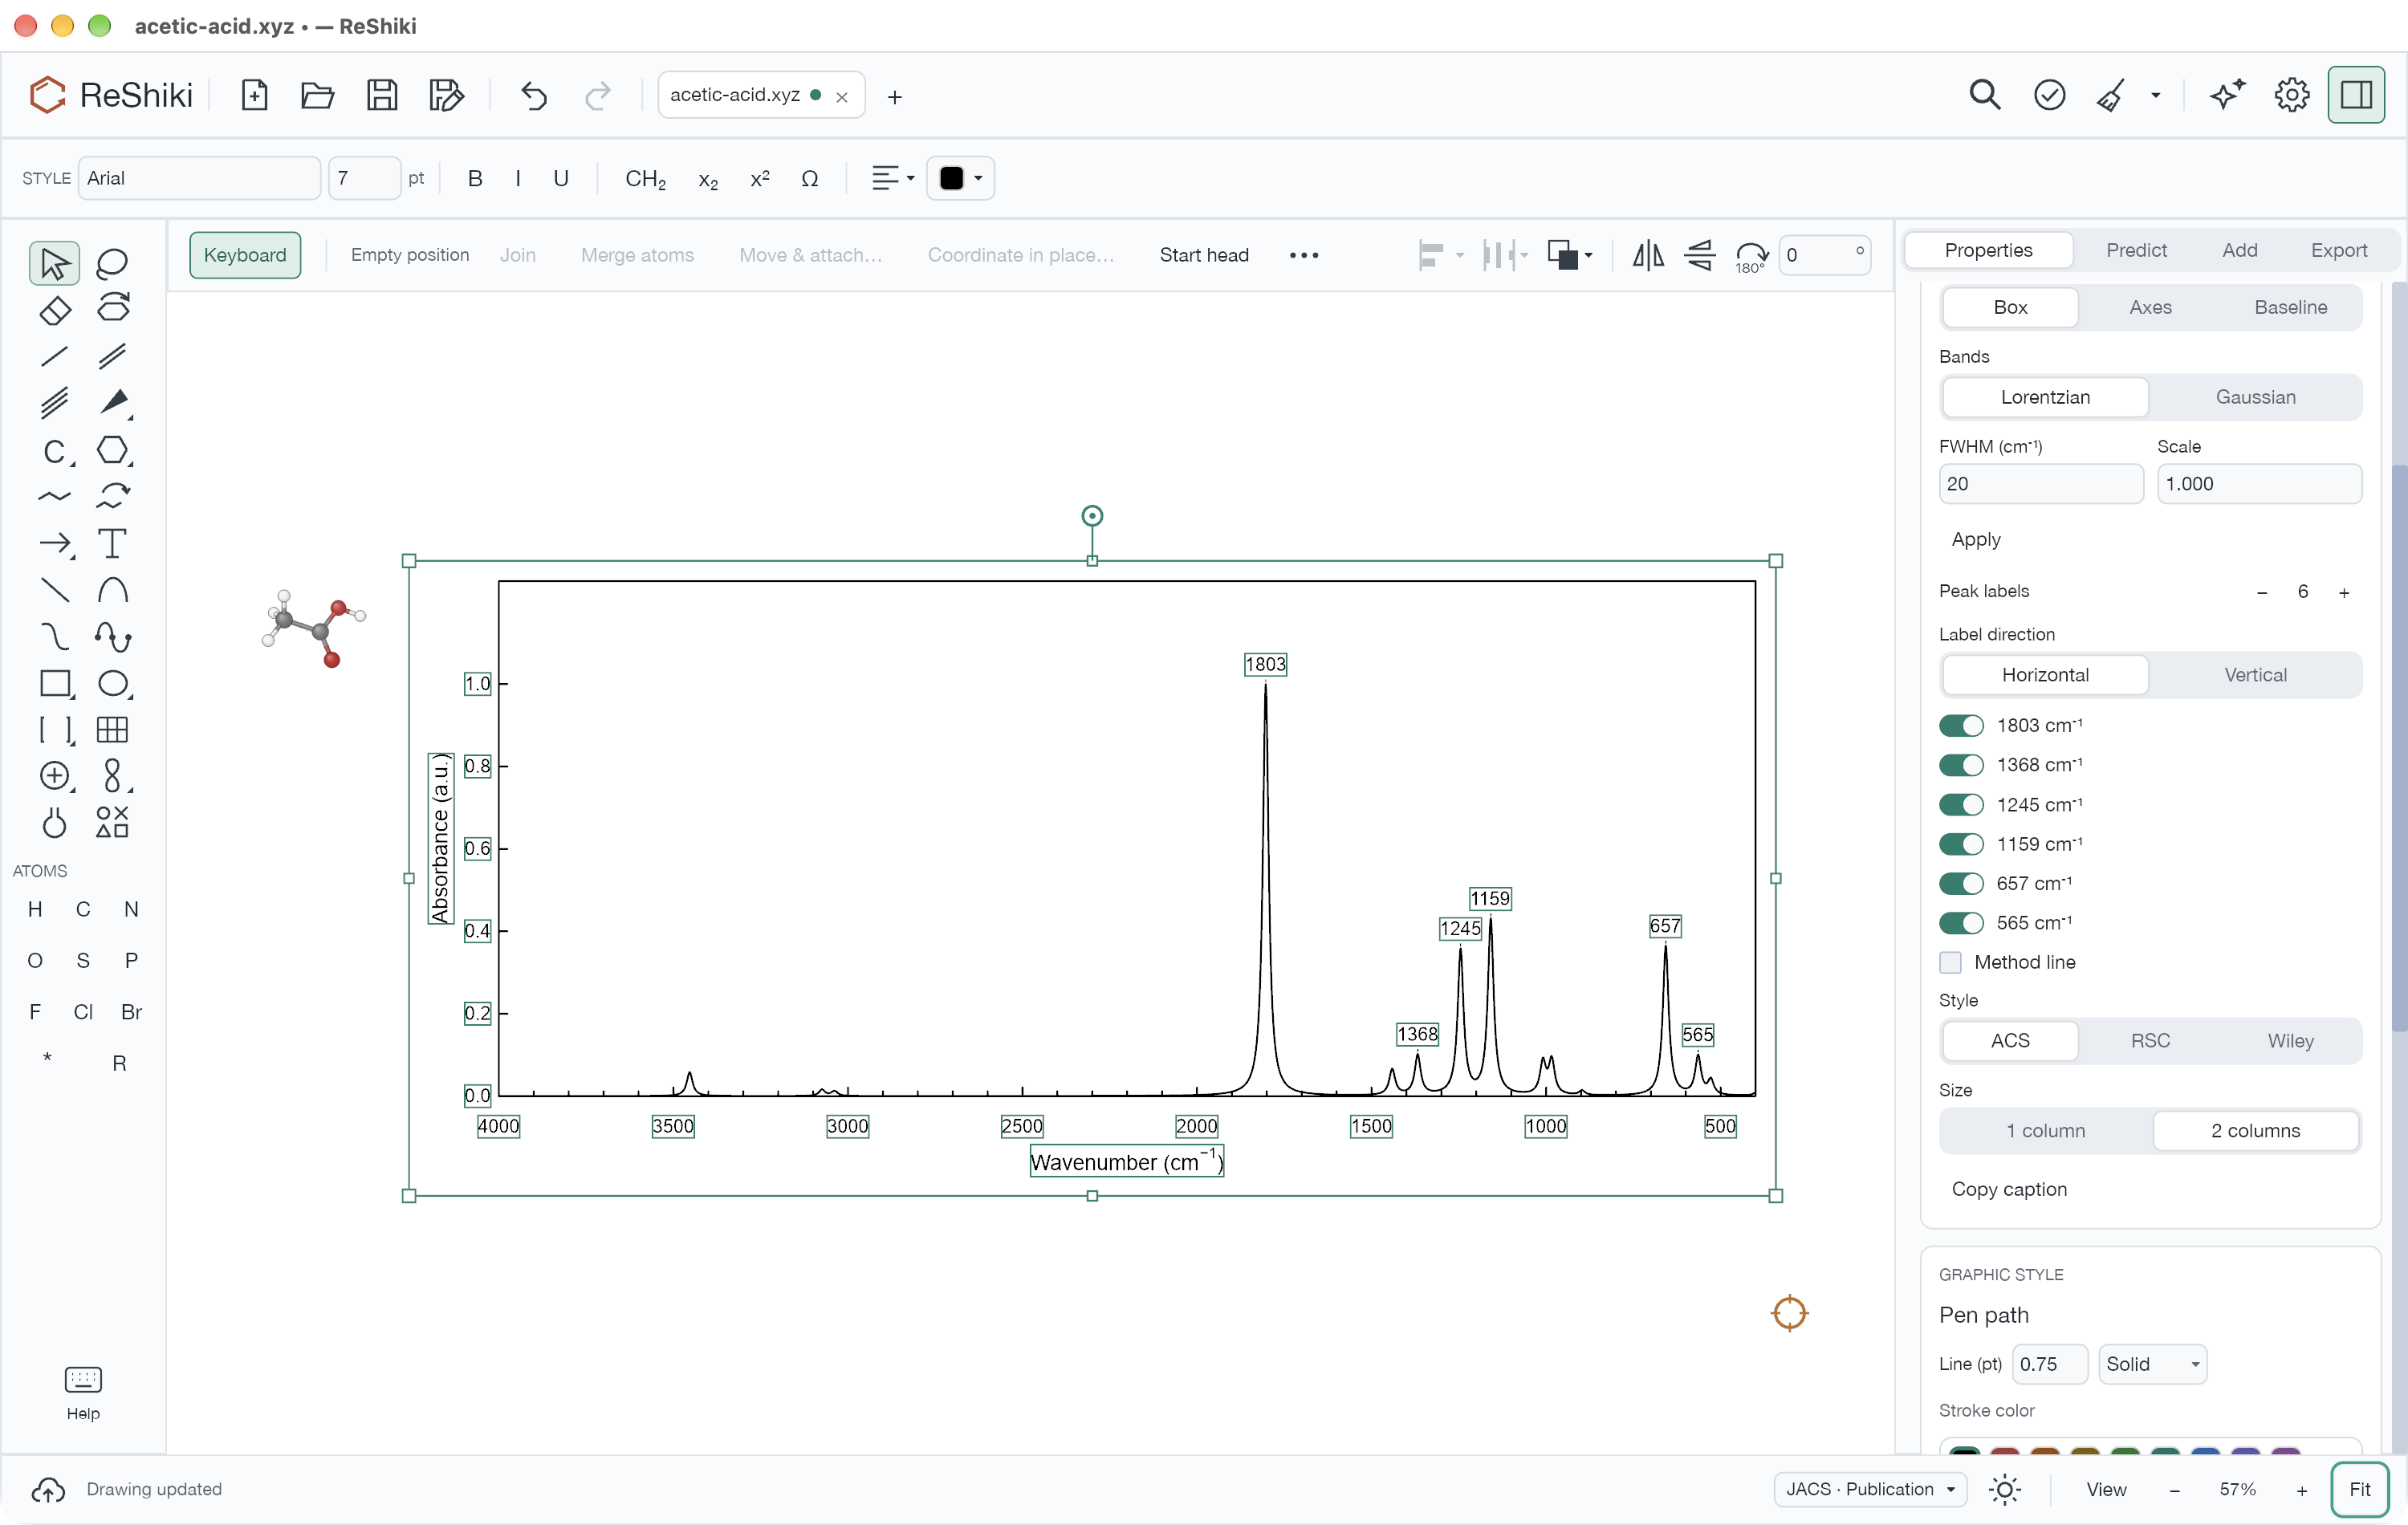 acetic-acid.xyz • — ReShiki
ReShiki
acetic-acid.xyz
STYLE Arial 7 pt B I U CH₂ x₂ x² Ω
Keyboard Empty position Join Merge atoms Move & attach... Coordinate in place... Start head ••• 180° 0 °
Properties Predict Add Export
Box Axes Baseline
Bands
Lorentzian Gaussian
FWHM (cm⁻¹) Scale
20 1.000
Apply
Peak labels − 6 +
Label direction
Horizontal Vertical
1803 cm⁻¹
1368 cm⁻¹
1245 cm⁻¹
1159 cm⁻¹
657 cm⁻¹
565 cm⁻¹
Method line
Style
ACS RSC Wiley
Size
1 column 2 columns
Copy caption
GRAPHIC STYLE
Pen path
Line (pt) 0.75 Solid
Stroke color
C
T
ATOMS
H C N
O S P
F Cl Br
* R
Help
Absorbance (a.u.)
1.0
0.8
0.6
0.4
0.2
0.0
1803
1368
1245
1159
657
565
4000 3500 3000 2500 2000 1500 1000 500
Wavenumber (cm⁻¹)
Drawing updated
JACS · Publication View − 57% + Fit